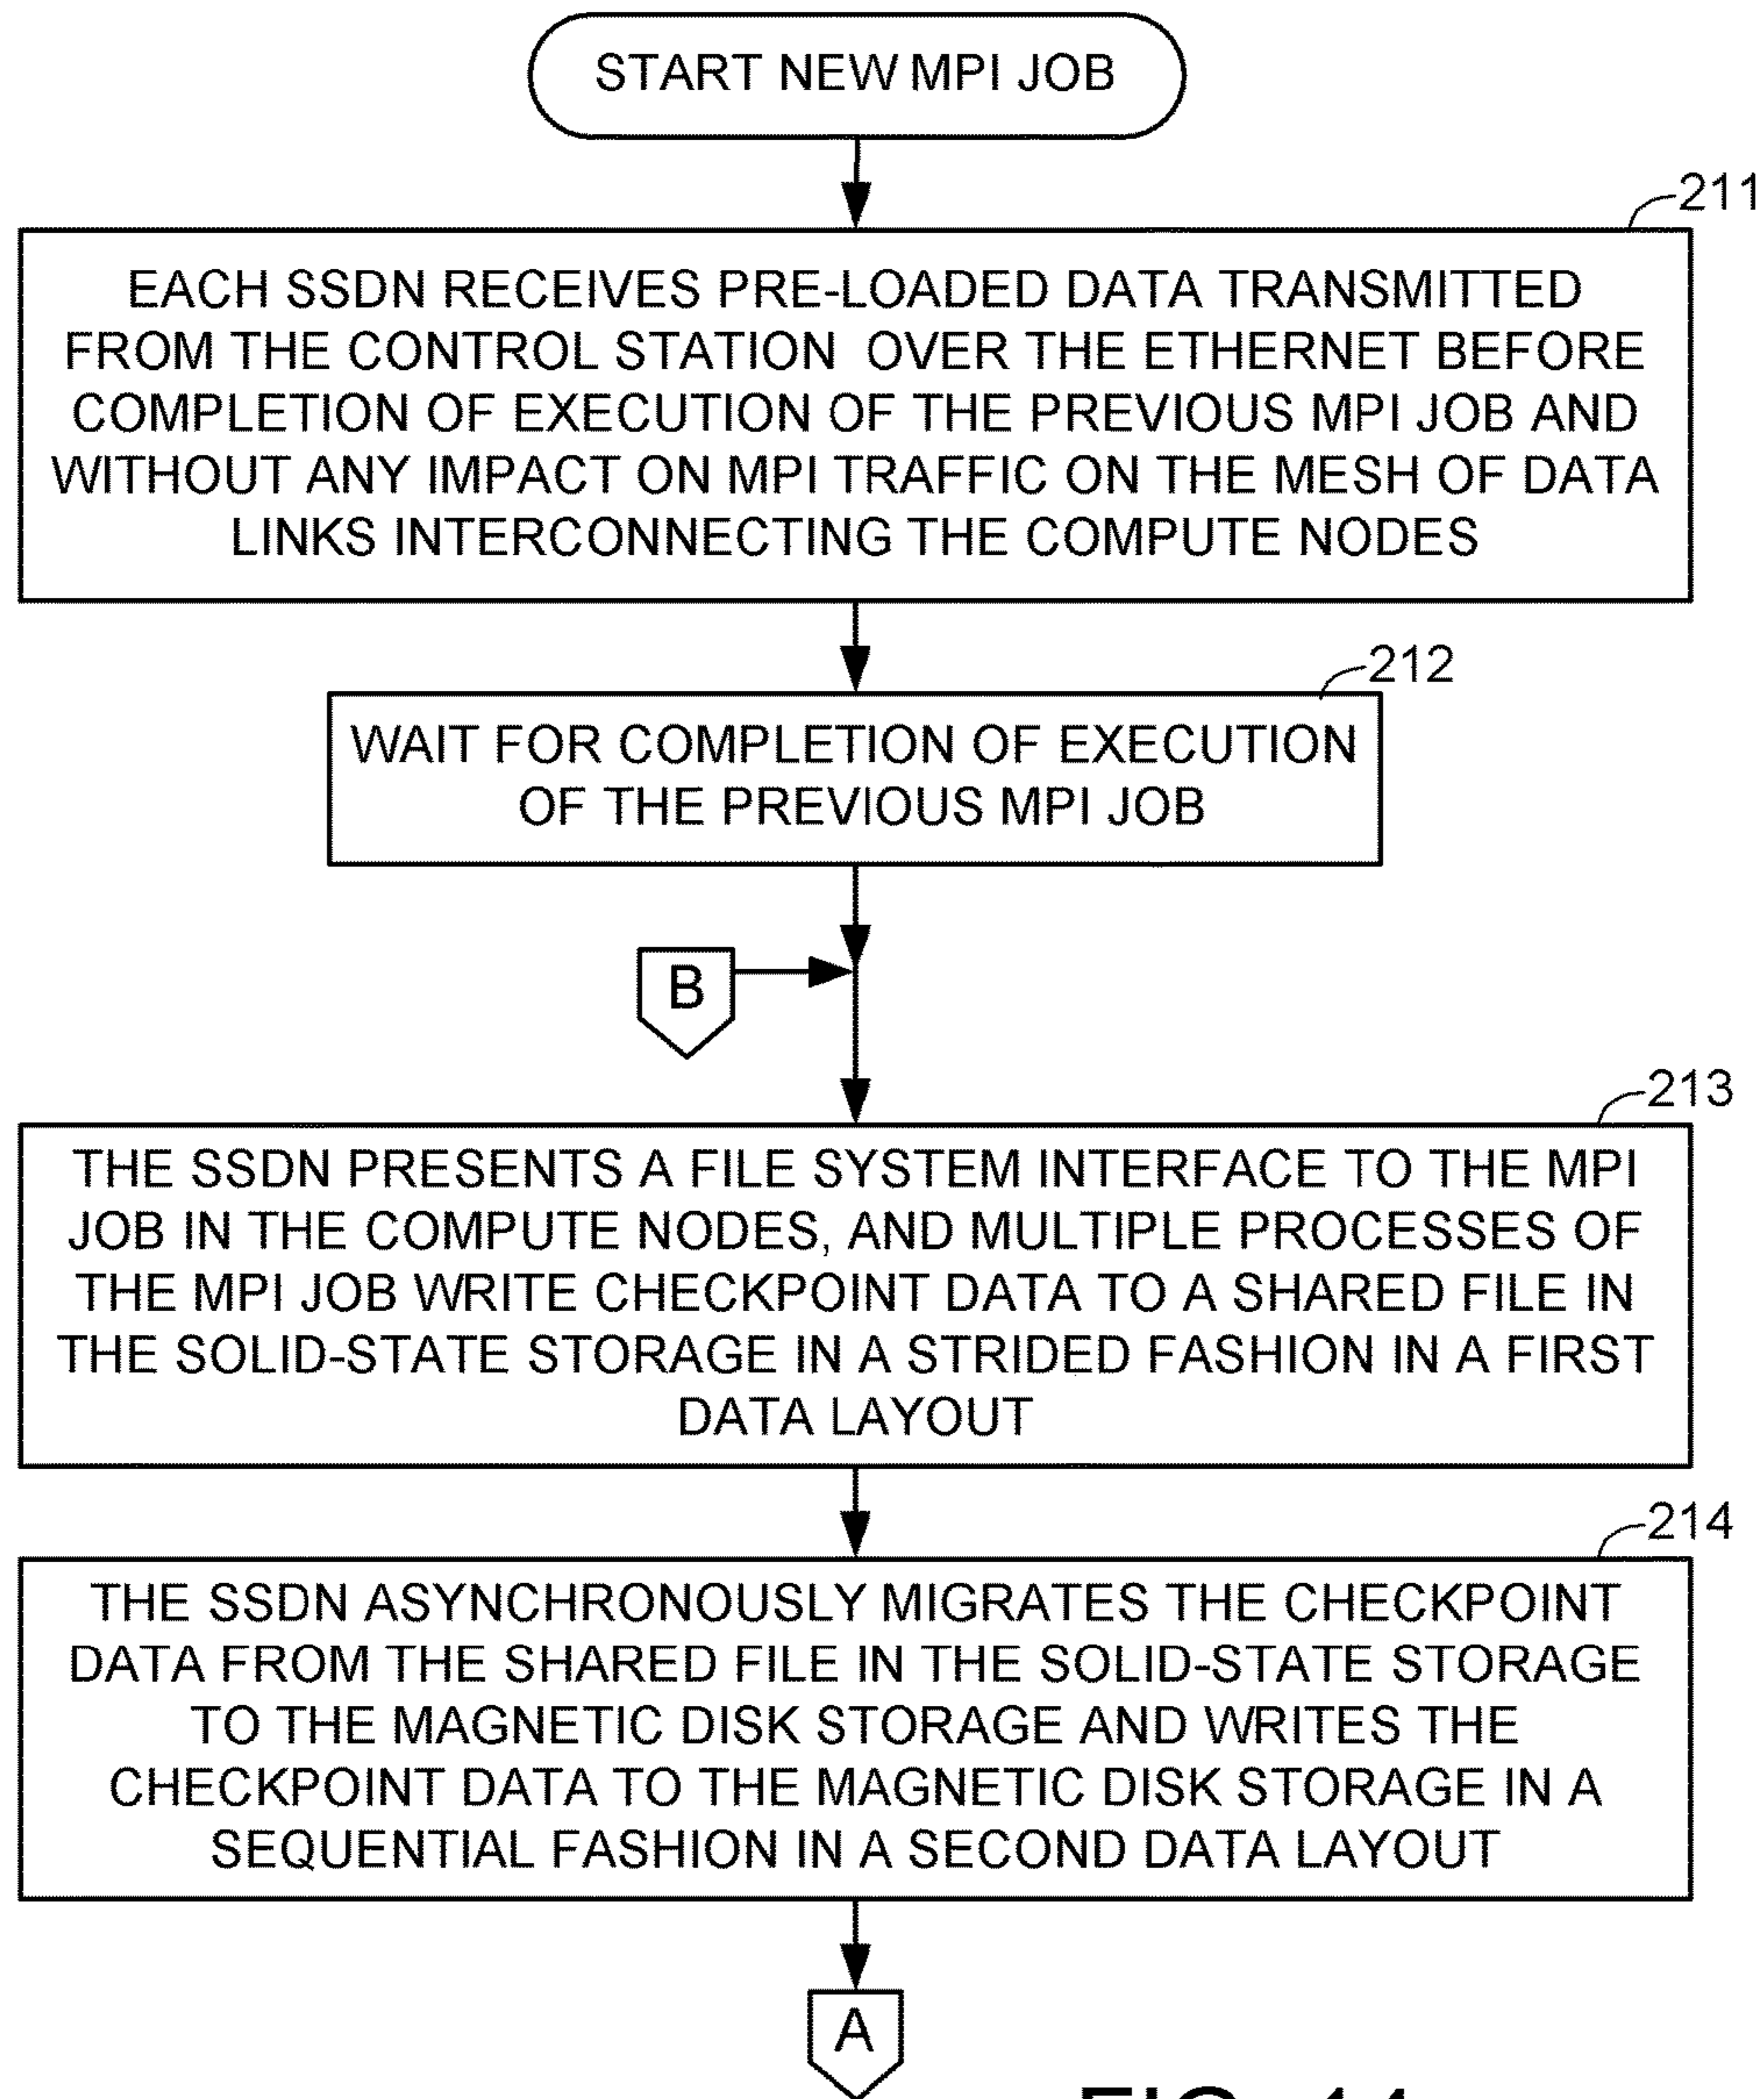 START NEW MPI JOB
211
EACH SSDN RECEIVES PRE-LOADED DATA TRANSMITTED
FROM THE CONTROL STATION OVER THE ETHERNET BEFORE
COMPLETION OF EXECUTION OF THE PREVIOUS MPI JOB AND
WITHOUT ANY IMPACT ON MPI TRAFFIC ON THE MESH OF DATA
LINKS INTERCONNECTING THE COMPUTE NODES
212
WAIT FOR COMPLETION OF EXECUTION
OF THE PREVIOUS MPI JOB
B
213
THE SSDN PRESENTS A FILE SYSTEM INTERFACE TO THE MPI
JOB IN THE COMPUTE NODES, AND MULTIPLE PROCESSES OF
THE MPI JOB WRITE CHECKPOINT DATA TO A SHARED FILE IN
THE SOLID-STATE STORAGE IN A STRIDED FASHION IN A FIRST
DATA LAYOUT
214
THE SSDN ASYNCHRONOUSLY MIGRATES THE CHECKPOINT
DATA FROM THE SHARED FILE IN THE SOLID-STATE STORAGE
TO THE MAGNETIC DISK STORAGE AND WRITES THE
CHECKPOINT DATA TO THE MAGNETIC DISK STORAGE IN A
SEQUENTIAL FASHION IN A SECOND DATA LAYOUT
A